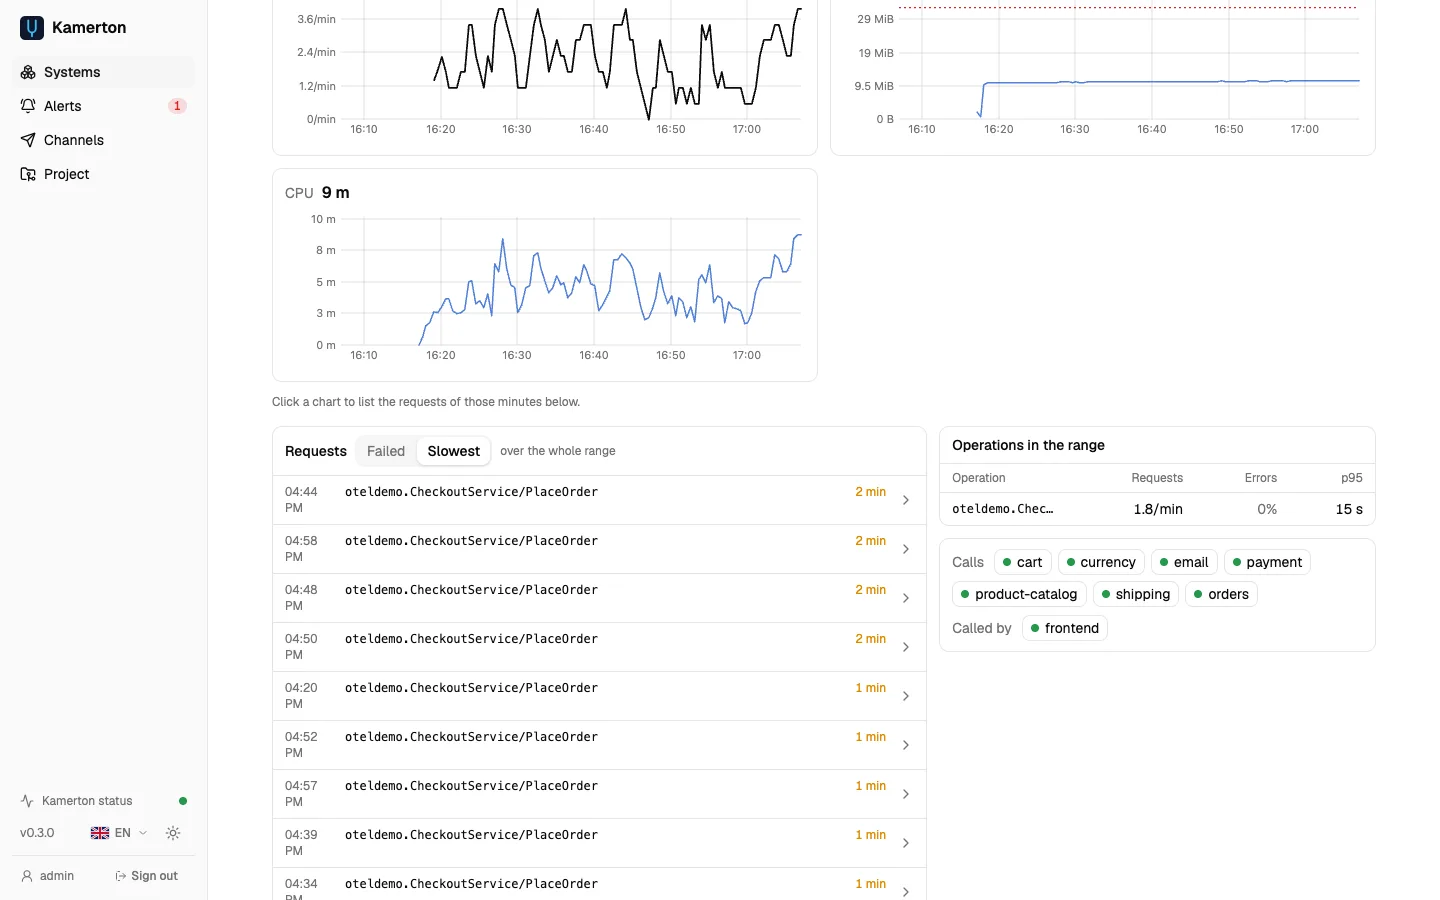 Kamerton
Systems
Alerts 1
Channels
Project
Kamerton status
v0.3.0 EN
admin Sign out
3.6/min
2.4/min
1.2/min
0/min
16:10 16:20 16:30 16:40 16:50 17:00
29 MiB
19 MiB
9.5 MiB
0 B
16:10 16:20 16:30 16:40 16:50 17:00
CPU 9 m
10 m
8 m
5 m
3 m
0 m
16:10 16:20 16:30 16:40 16:50 17:00
Click a chart to list the requests of those minutes below.
Requests Failed Slowest over the whole range
04:44 PM oteldemo.CheckoutService/PlaceOrder 2 min
04:58 PM oteldemo.CheckoutService/PlaceOrder 2 min
04:48 PM oteldemo.CheckoutService/PlaceOrder 2 min
04:50 PM oteldemo.CheckoutService/PlaceOrder 2 min
04:20 PM oteldemo.CheckoutService/PlaceOrder 1 min
04:52 PM oteldemo.CheckoutService/PlaceOrder 1 min
04:57 PM oteldemo.CheckoutService/PlaceOrder 1 min
04:39 PM oteldemo.CheckoutService/PlaceOrder 1 min
04:34 PM oteldemo.CheckoutService/PlaceOrder 1 min
Operations in the range
Operation Requests Errors p95
oteldemo.Chec… 1.8/min 0% 15 s
Calls cart currency email payment
product-catalog shipping orders
Called by frontend